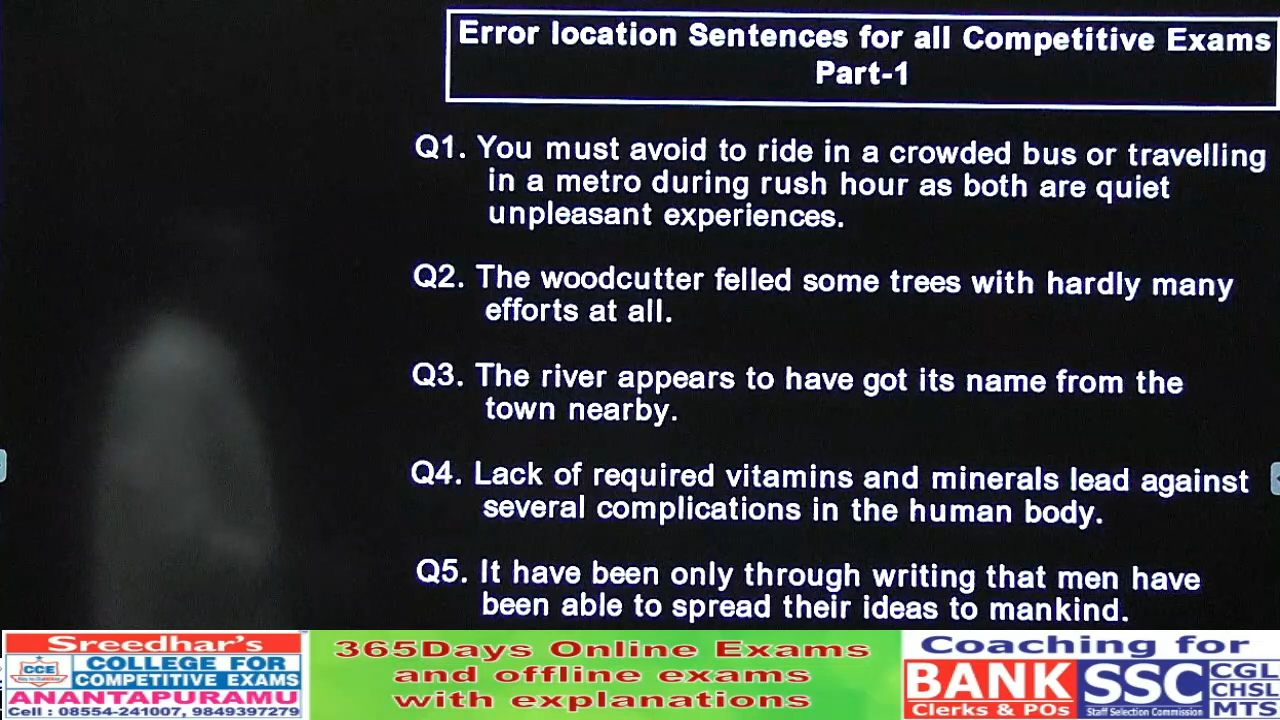 Error location Sentences for all Competitive Exams
Part-1
Q1. You must avoid to ride in a crowded bus or travelling
in a metro during rush hour as both are quiet
unpleasant experiences.
Q2. The woodcutter felled some trees with hardly many
efforts at all.
Q3. The river appears to have got its name from the
town nearby.
Q4. Lack of required vitamins and minerals lead against
several complications in the human body.
Q5. It have been only through writing that men have
been able to spread their ideas to mankind.
Sreedhar's
CCE
COLLEGE FOR
COMPETITIVE EXAMS
ANANTAPURAMU
Cell : 08554-241007, 9849397279
365Days Online Exams
and offline exams
with explanations
Coaching for
BANK
Clerks & POs
SSC
Staff Selection Commission
CGL
CHSL
MTS